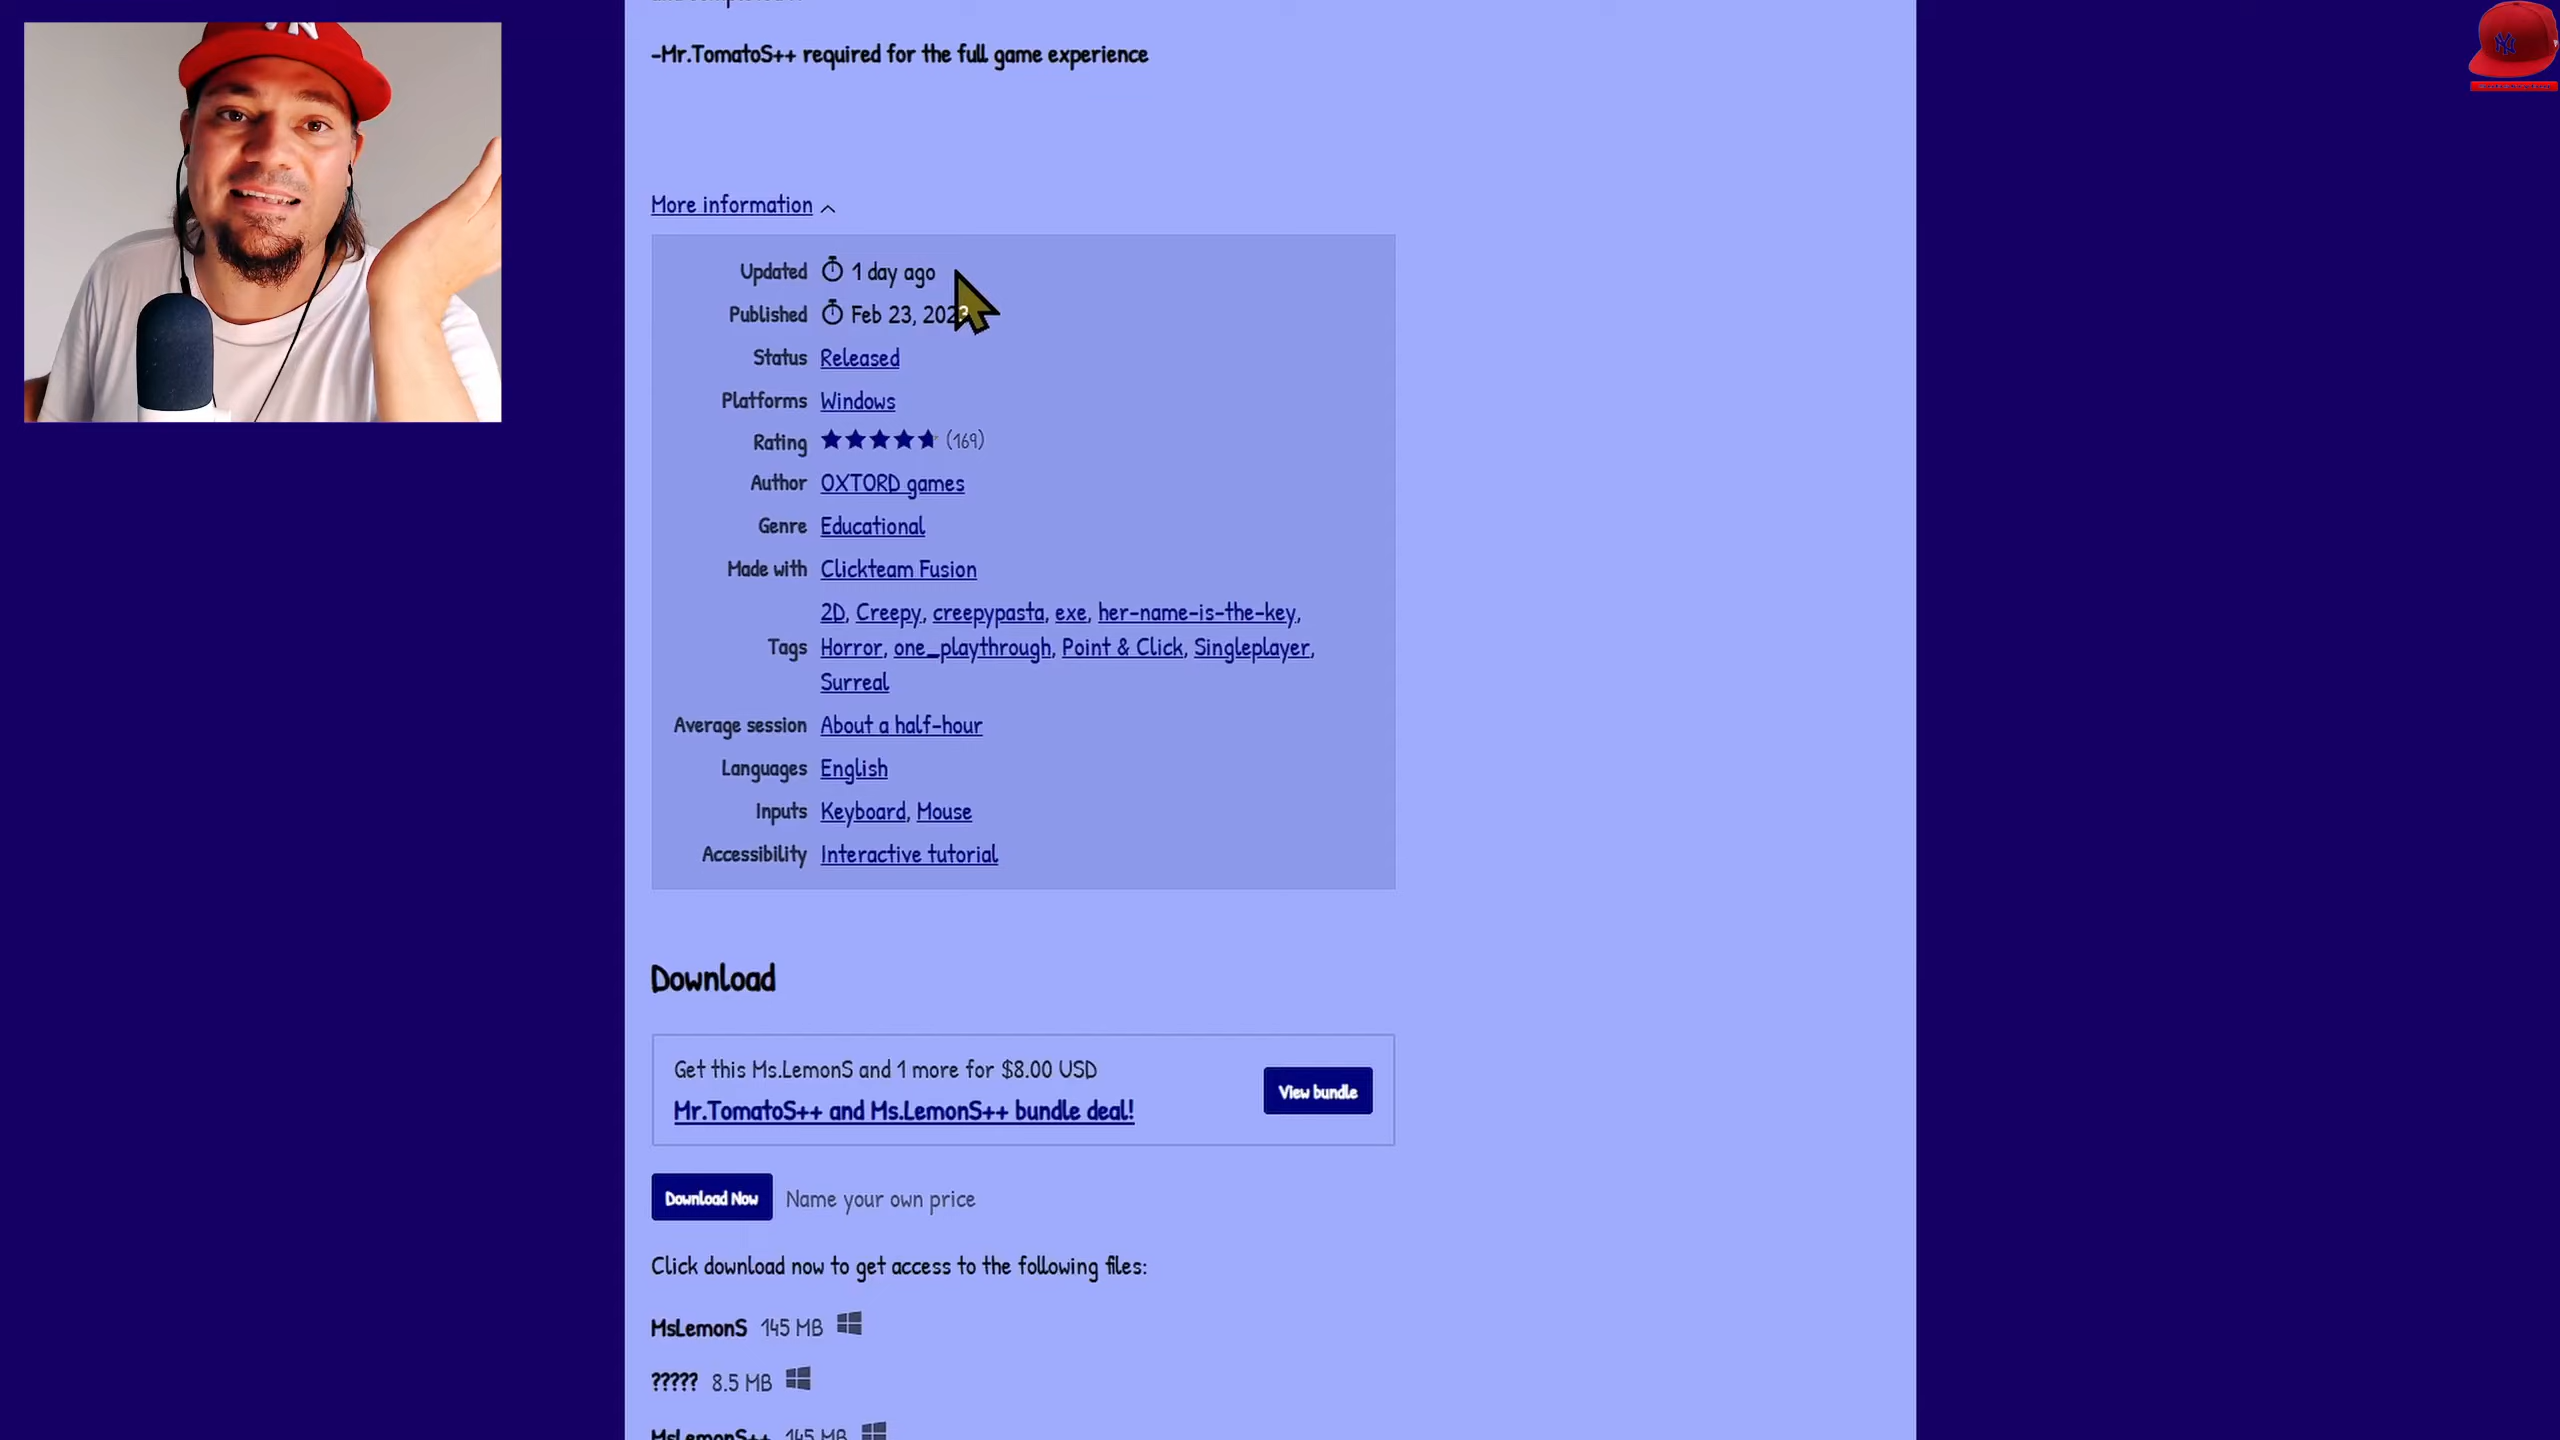 -Mr.TomatoS++ required for the full game experience
More information
Updated 1 day ago
Published Feb 23, 2023
Status Released
Platforms Windows
Rating (169)
Author OXTORD games
Genre Educational
Made with Clickteam Fusion
2D, Creepy, creepypasta, exe, her-name-is-the-key,
Tags Horror, one_playthrough, Point & Click, Singleplayer,
Surreal
Average session About a half-hour
Languages English
Inputs Keyboard, Mouse
Accessibility Interactive tutorial
Download
Get this Ms.LemonS and 1 more for $8.00 USD
Mr.TomatoS++ and Ms.LemonS++ bundle deal!
View bundle
Download Now Name your own price
Click download now to get access to the following files:
MsLemonS 145 MB
????? 8.5 MB
MsLemonS++ 145 MB